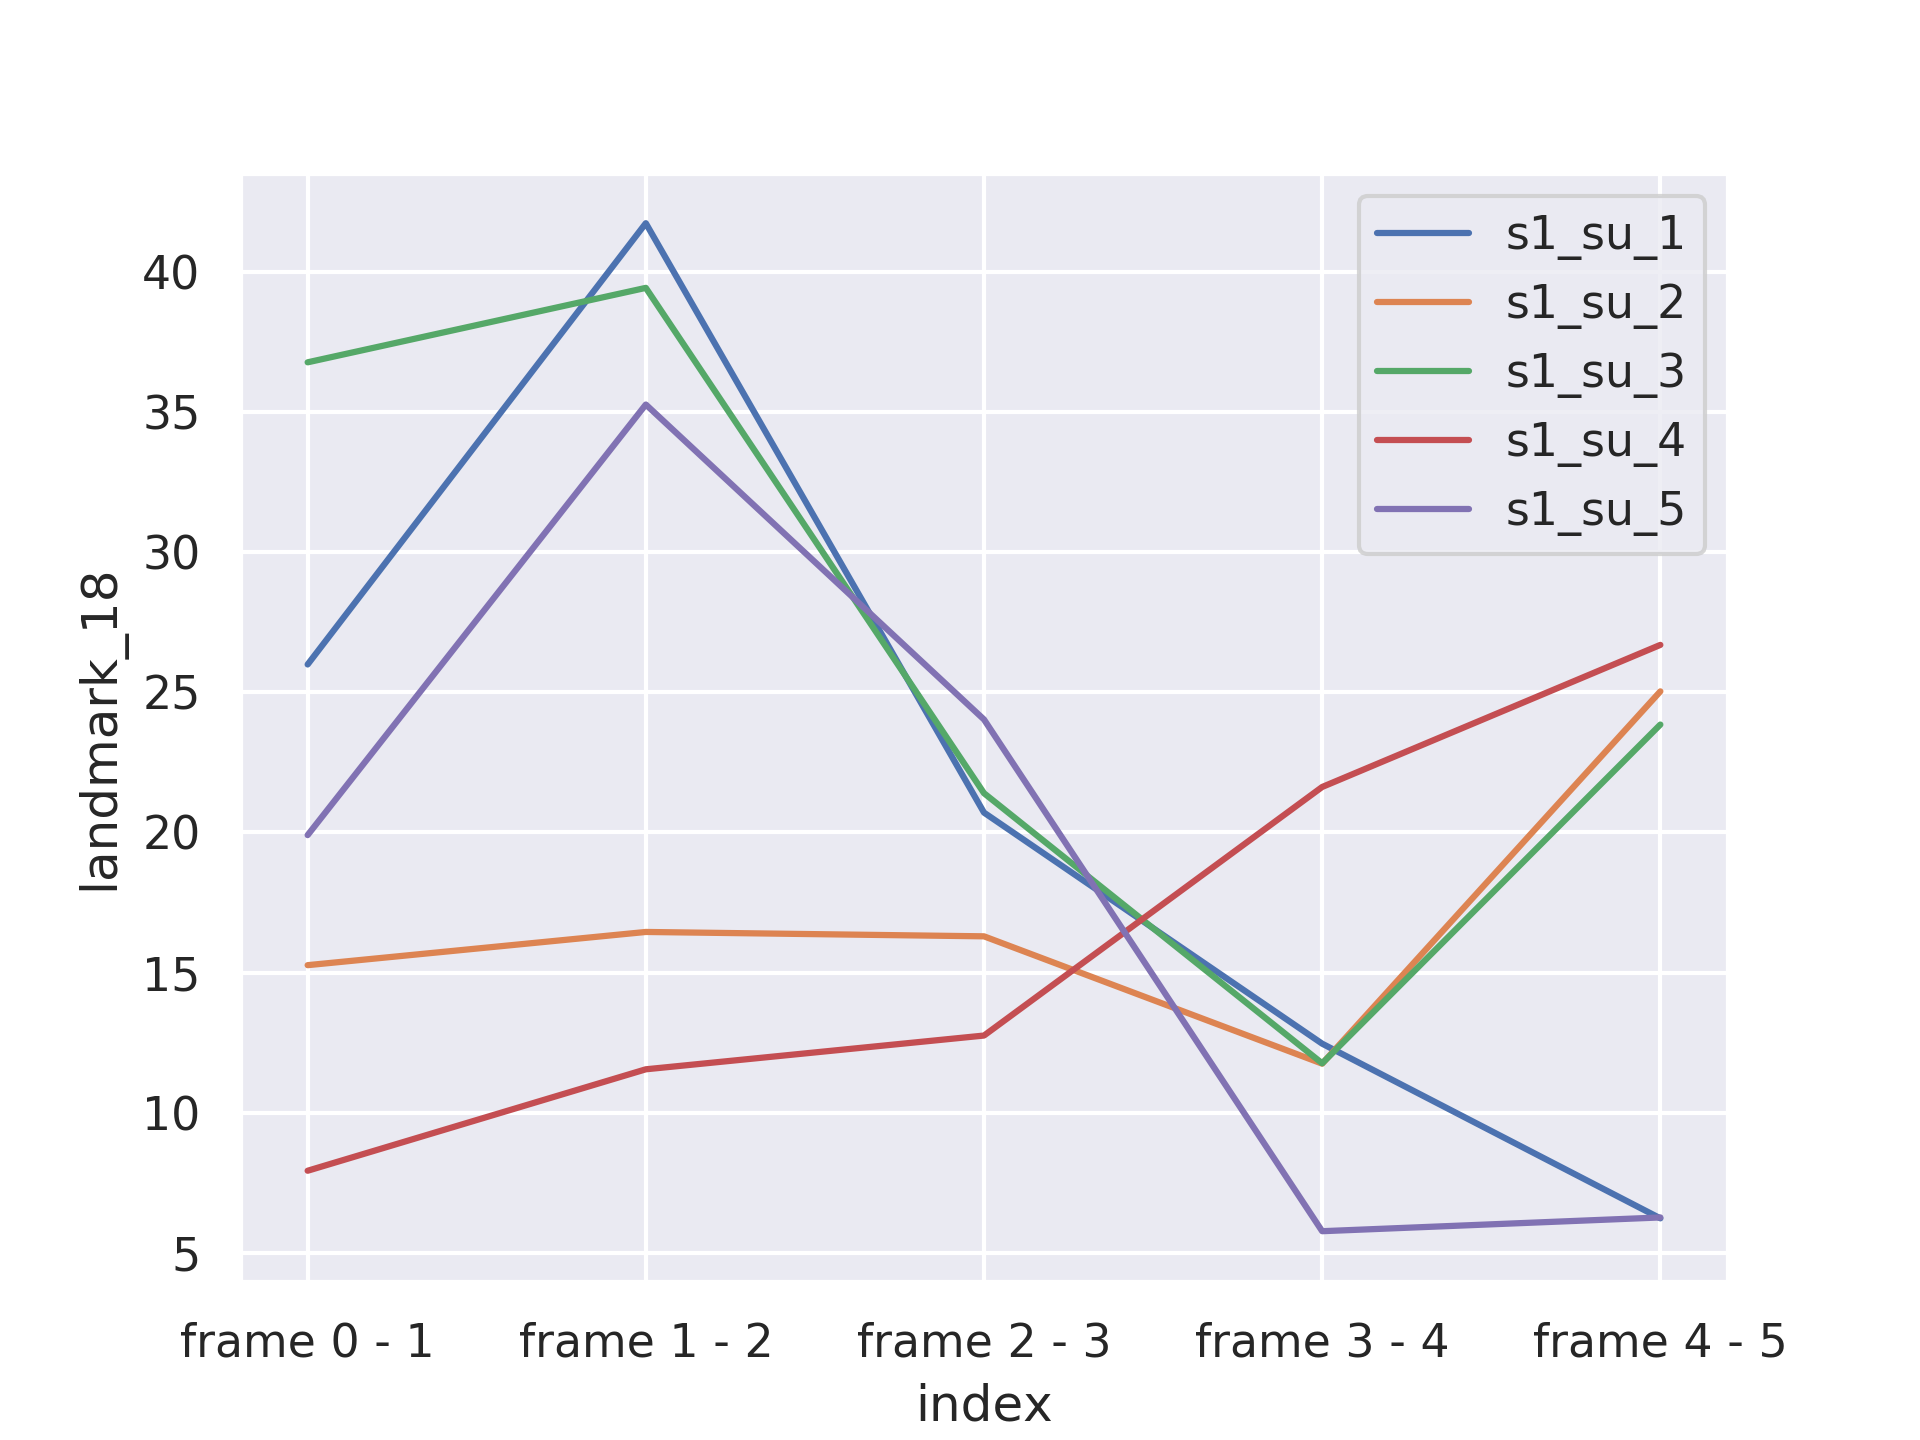 s1_su_1
s1_su_2
s1_su_3
s1_su_4
s1_su_5
40
35
30
25
20
15
10
5
landmark_18
frame 0 - 1
frame 1 - 2
frame 2 - 3
frame 3 - 4
frame 4 - 5
index